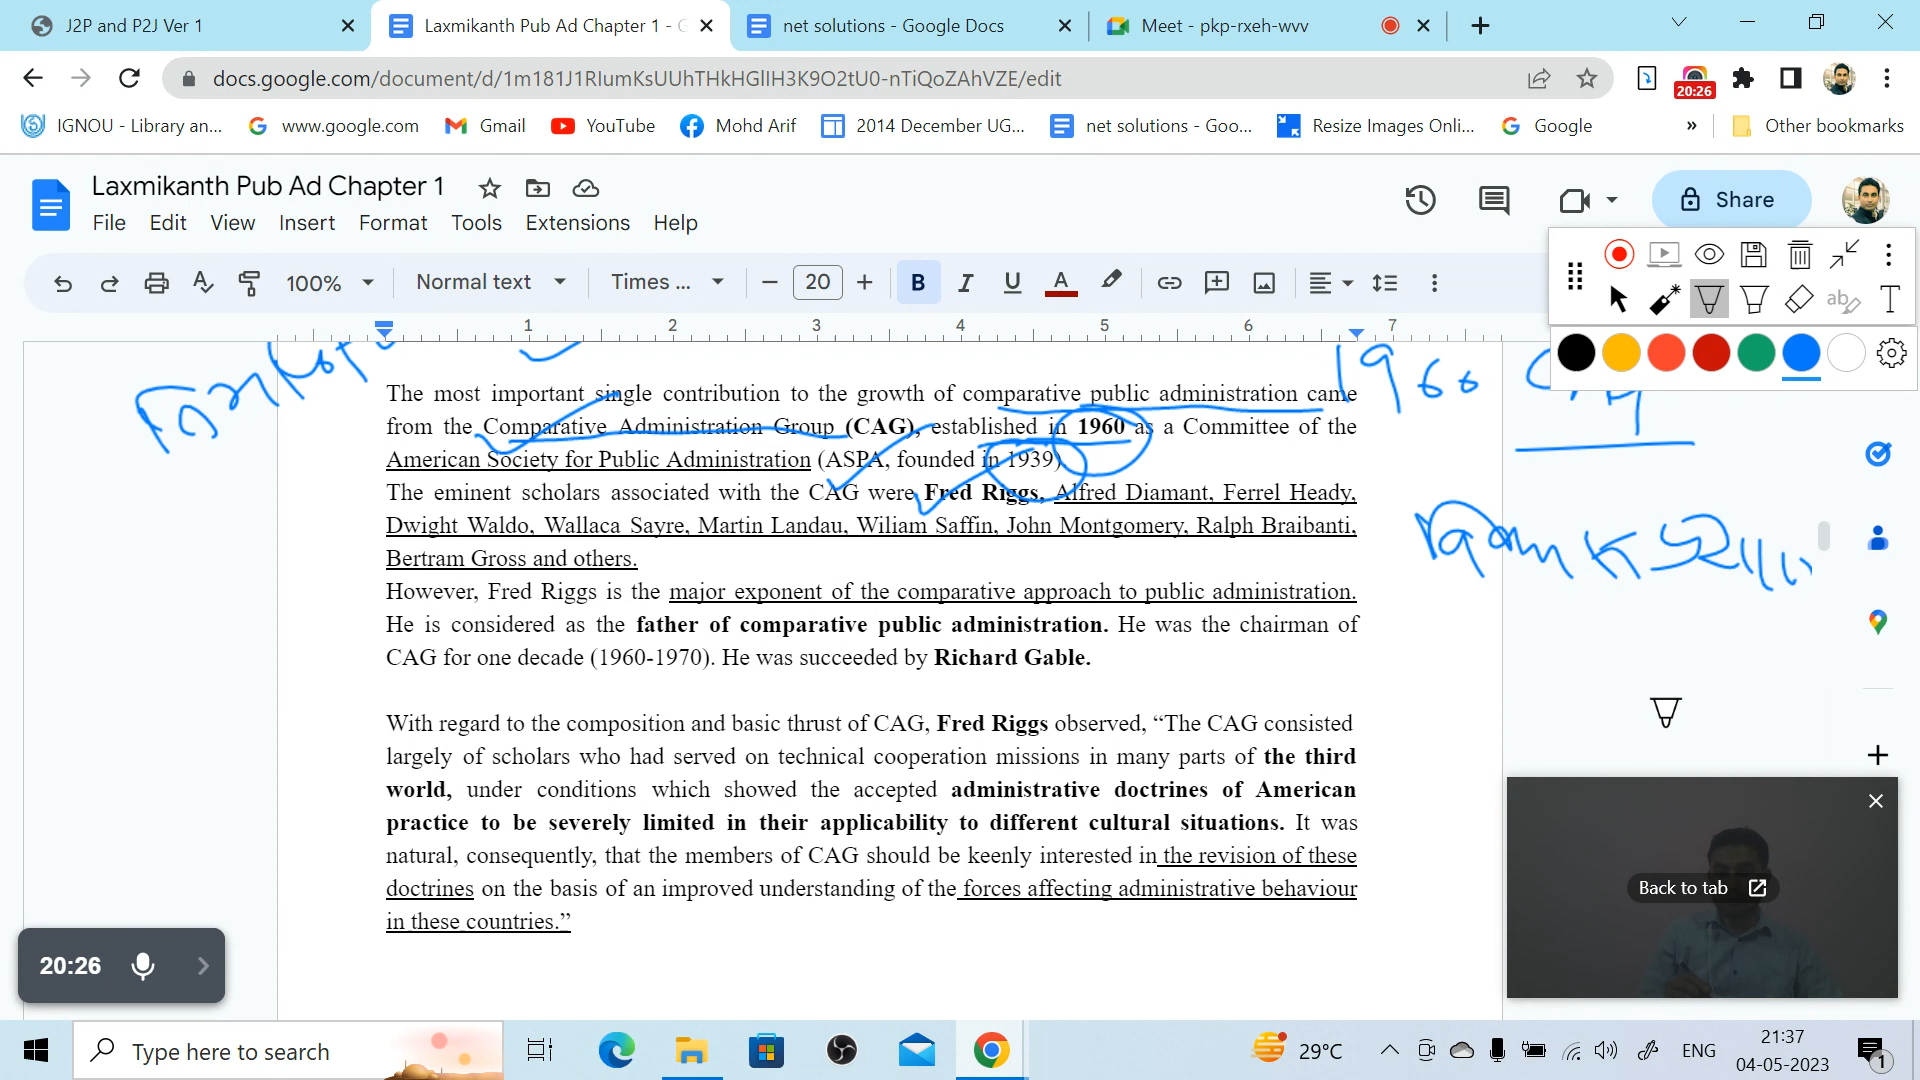 J2P and P2J Ver 1
Laxmikanth Pub Ad Chapter 1 - G
net solutions - Google Docs
Meet - pkp-rxeh-wvv
docs.google.com/document/d/1m181J1RIumKsUUhTHkHGlIH3K9O2tU0-nTiQoZAhVZE/edit
20:26
IGNOU - Library an...
www.google.com
Gmail
YouTube
Mohd Arif
2014 December UG...
net solutions - Goo...
Resize Images Onli...
Google
»
Other bookmarks
Laxmikanth Pub Ad Chapter 1
File Edit View Insert Format Tools Extensions Help
Share
100%
Normal text
Times ...
20
B I U A
ab
T
1 2 3 4 5 6 7
1960
The most important single contribution to the growth of comparative public administration came
from the Comparative Administration Group (CAG), established in 1960 as a Committee of the
American Society for Public Administration (ASPA, founded in 1939)
The eminent scholars associated with the CAG were Fred Riggs, Alfred Diamant, Ferrel Heady,
Dwight Waldo, Wallaca Sayre, Martin Landau, Wiliam Saffin, John Montgomery, Ralph Braibanti,
Bertram Gross and others.
However, Fred Riggs is the major exponent of the comparative approach to public administration.
He is considered as the father of comparative public administration. He was the chairman of
CAG for one decade (1960-1970). He was succeeded by Richard Gable.
With regard to the composition and basic thrust of CAG, Fred Riggs observed, “The CAG consisted
largely of scholars who had served on technical cooperation missions in many parts of the third
world, under conditions which showed the accepted administrative doctrines of American
practice to be severely limited in their applicability to different cultural situations. It was
natural, consequently, that the members of CAG should be keenly interested in the revision of these
doctrines on the basis of an improved understanding of the forces affecting administrative behaviour
in these countries.”
Back to tab
20:26
Type here to search
29°C
ENG
21:37
04-05-2023
1